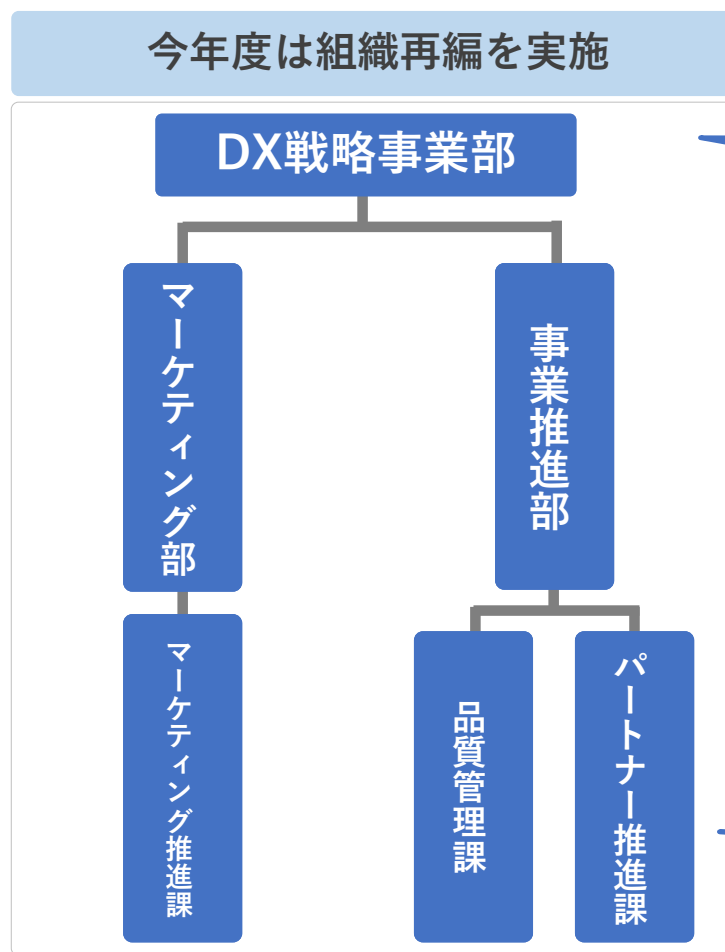 今年度は組織再編を実施
DX戦略事業部
マーケティング部
事業推進部
マーケティング推進課
品質管理課
パートナー推進課